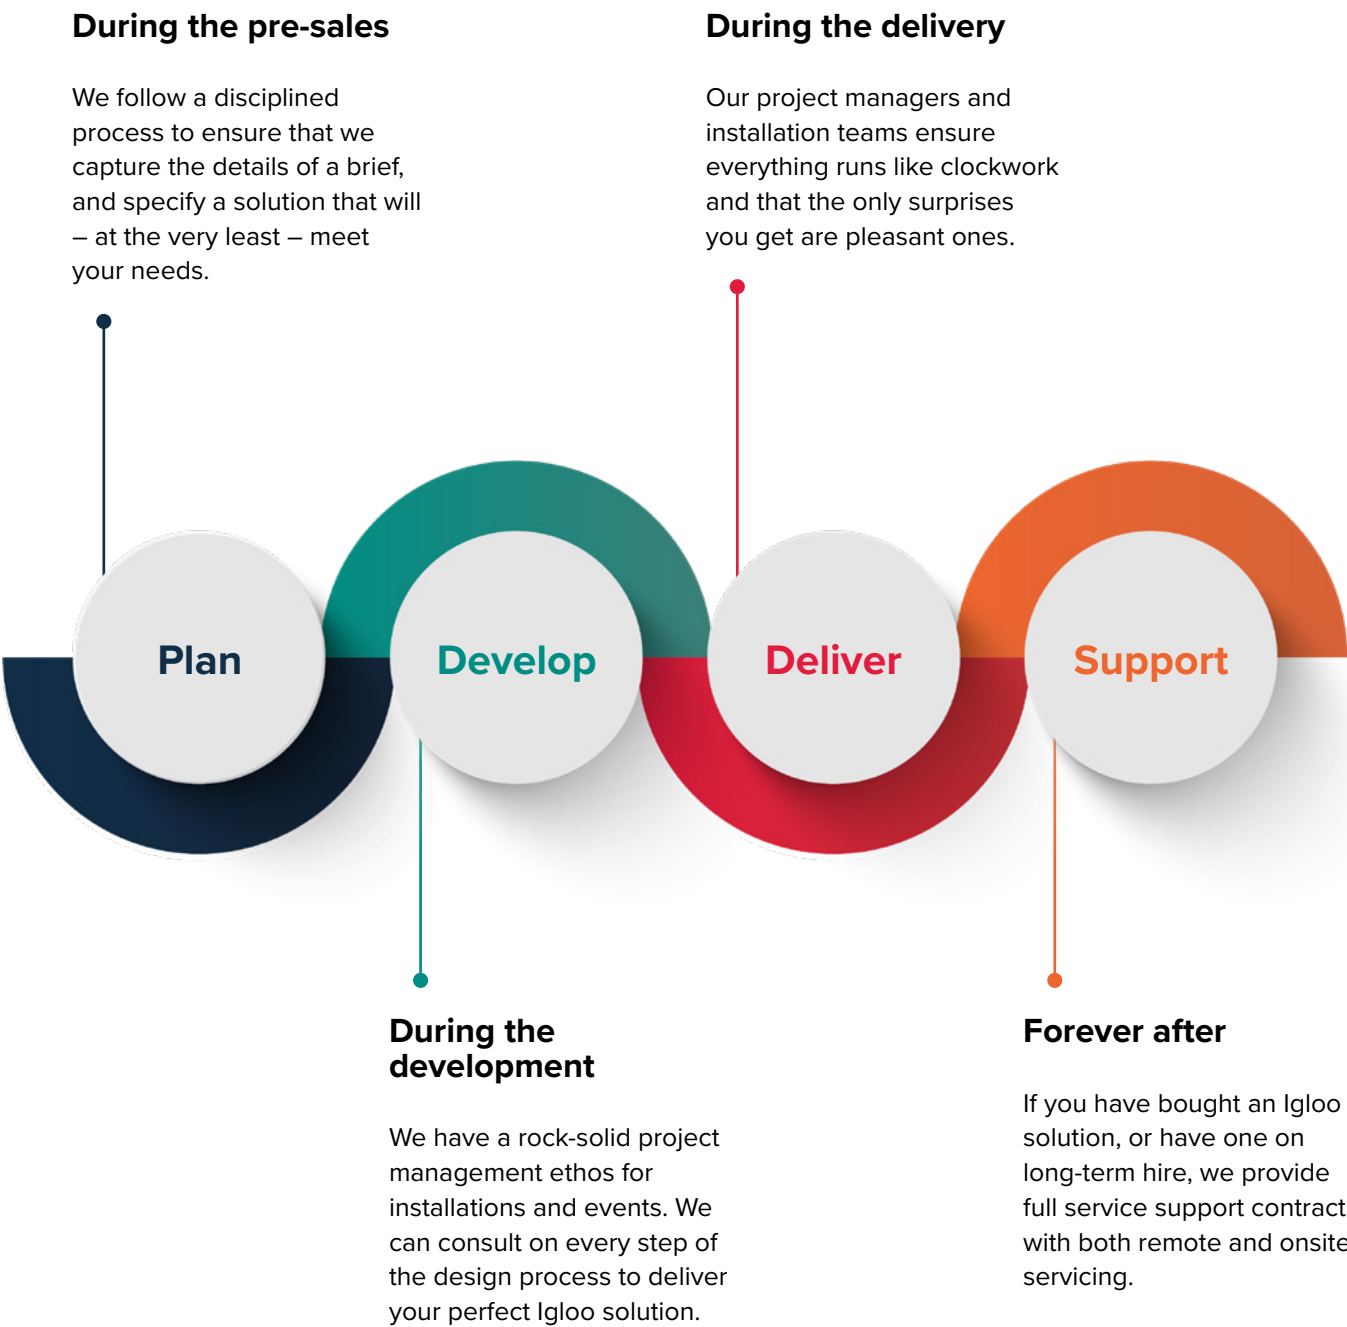 During the pre-sales
We follow a disciplined
process to ensure that we
capture the details of a brief,
and specify a solution that will
– at the very least – meet
your needs.
During the delivery
Our project managers and
installation teams ensure
everything runs like clockwork
and that the only surprises
you get are pleasant ones.
Plan
Develop
Deliver
Support
During the
development
We have a rock-solid project
management ethos for
installations and events. We
can consult on every step of
the design process to deliver
your perfect Igloo solution.
Forever after
If you have bought an Igloo
solution, or have one on
long-term hire, we provide
full service support contract
with both remote and onsite
servicing.